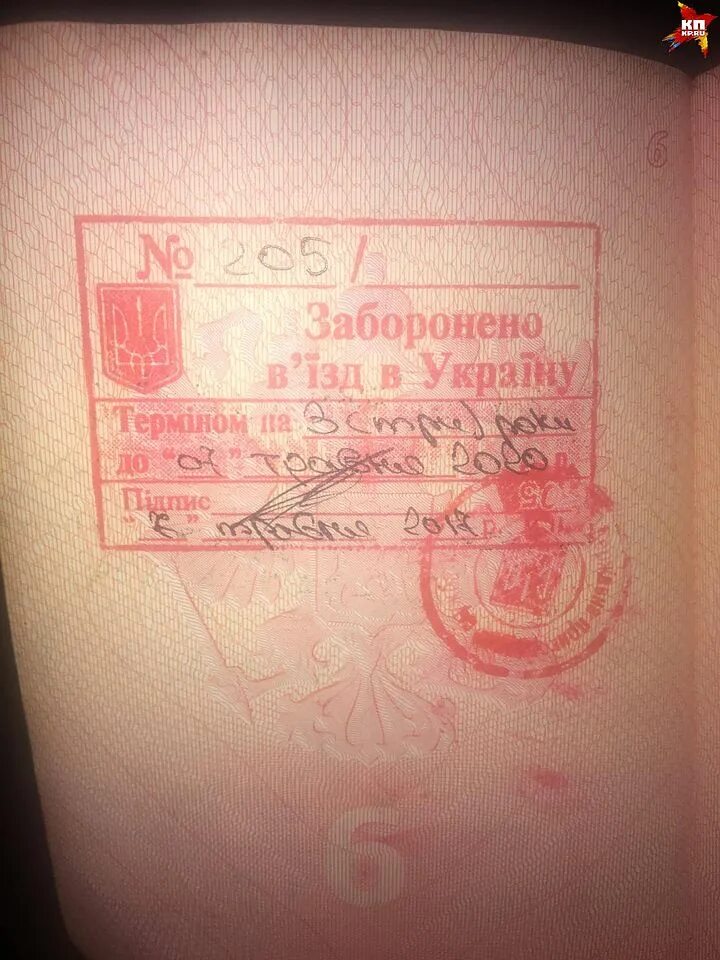 КП
KP.RU
6
№ 205/
Заборонено
в'їзд в Україну
Терміном на 3 (три) роки
до "07" травня 2020 р.
Підпис
"7" травня 2017 р.
6